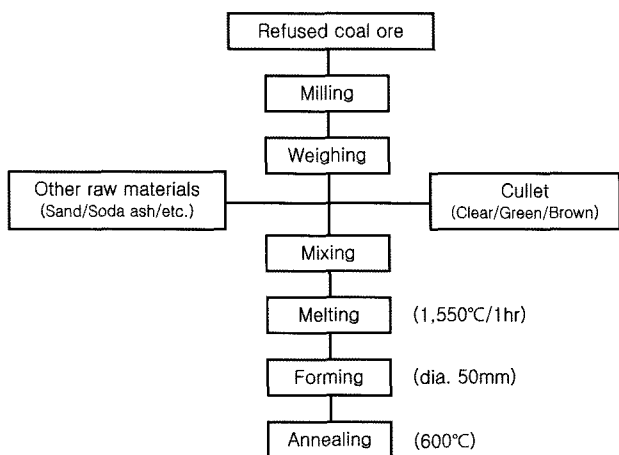 Refused coal ore
Milling
Weighing
Other raw materials
(Sand/Soda ash/etc.)
Cullet
(Clear/Green/Brown)
Mixing
Melting
(1,550℃/1hr)
Forming
(dia. 50mm)
Annealing
(600℃)